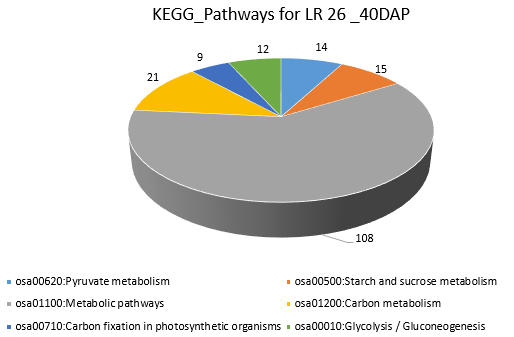 KEGG_Pathways for LR 26 _40DAP
12
14
9
15
21
108
osa00620:Pyruvate metabolism
osa00500:Starch and sucrose metabolism
osa01100:Metabolic pathways
osa01200:Carbon metabolism
osa00710:Carbon fixation in photosynthetic organisms
osa00010:Glycolysis / Gluconeogenesis